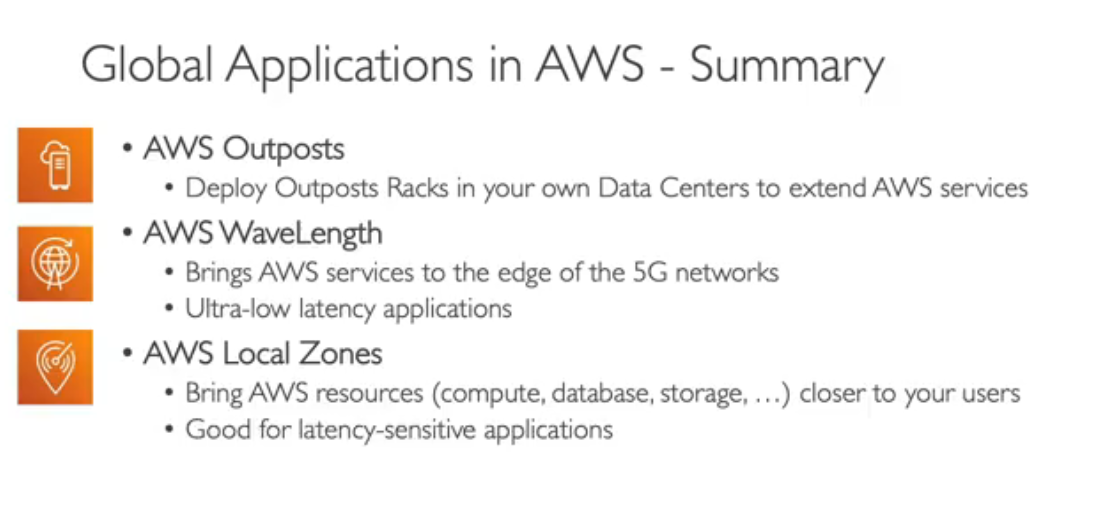 Global Applications in AWS - Summary
• AWS Outposts
• Deploy Outposts Racks in your own Data Centers to extend AWS services
• AWS WaveLength
• Brings AWS services to the edge of the 5G networks
• Ultra-low latency applications
• AWS Local Zones
• Bring AWS resources (compute, database, storage, …) closer to your users
• Good for latency-sensitive applications